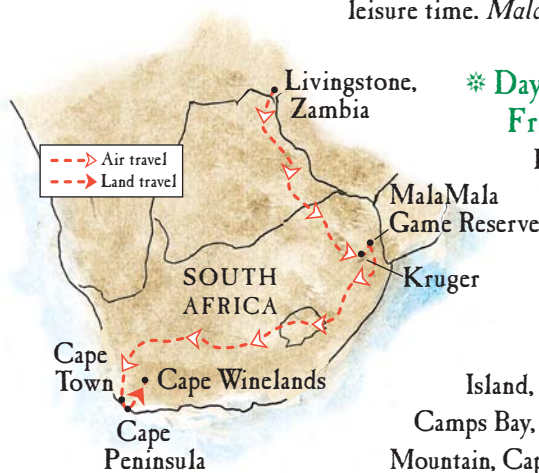 leisure time.
Livingstone,
Zambia
Day
Fr
Air travel
Land travel
MalaMala
Game Reserve
Kruger
SOUTH
AFRICA
Cape
Town
Cape Winelands
Cape
Peninsula
Island,
Camps Bay,
Mountain, Cap